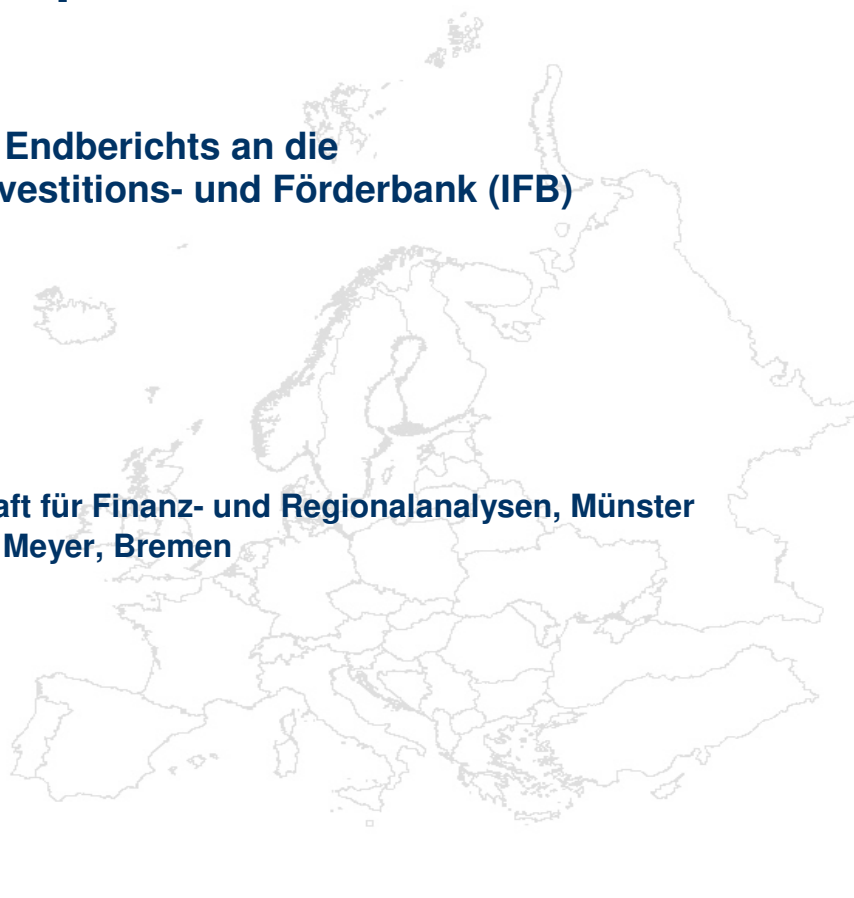 Endberichts an die
vestitions- und Förderbank (IFB)
aft für Finanz- und Regionalanalysen, Münster
Meyer, Bremen